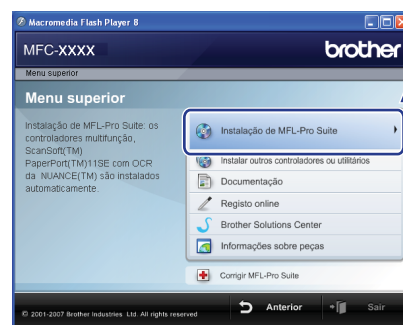 Macromedia Flash Player 8
MFC-XXXX
brother
Menu superior
Menu superior
Instalação de MFL-Pro Suite: os
controladores multifunção,
ScanSoft(TM)
PaperPort(TM)11SE com OCR
da NUANCE(TM) são instalados
automaticamente.
Instalação de MFL-Pro Suite
Instalar outros controladores ou utilitários
Documentação
Registo online
Brother Solutions Center
Informações sobre peças
Corrigir MFL-Pro Suite
© 2001-2007 Brother Industries Ltd. All rights reserved
Anterior
Sair